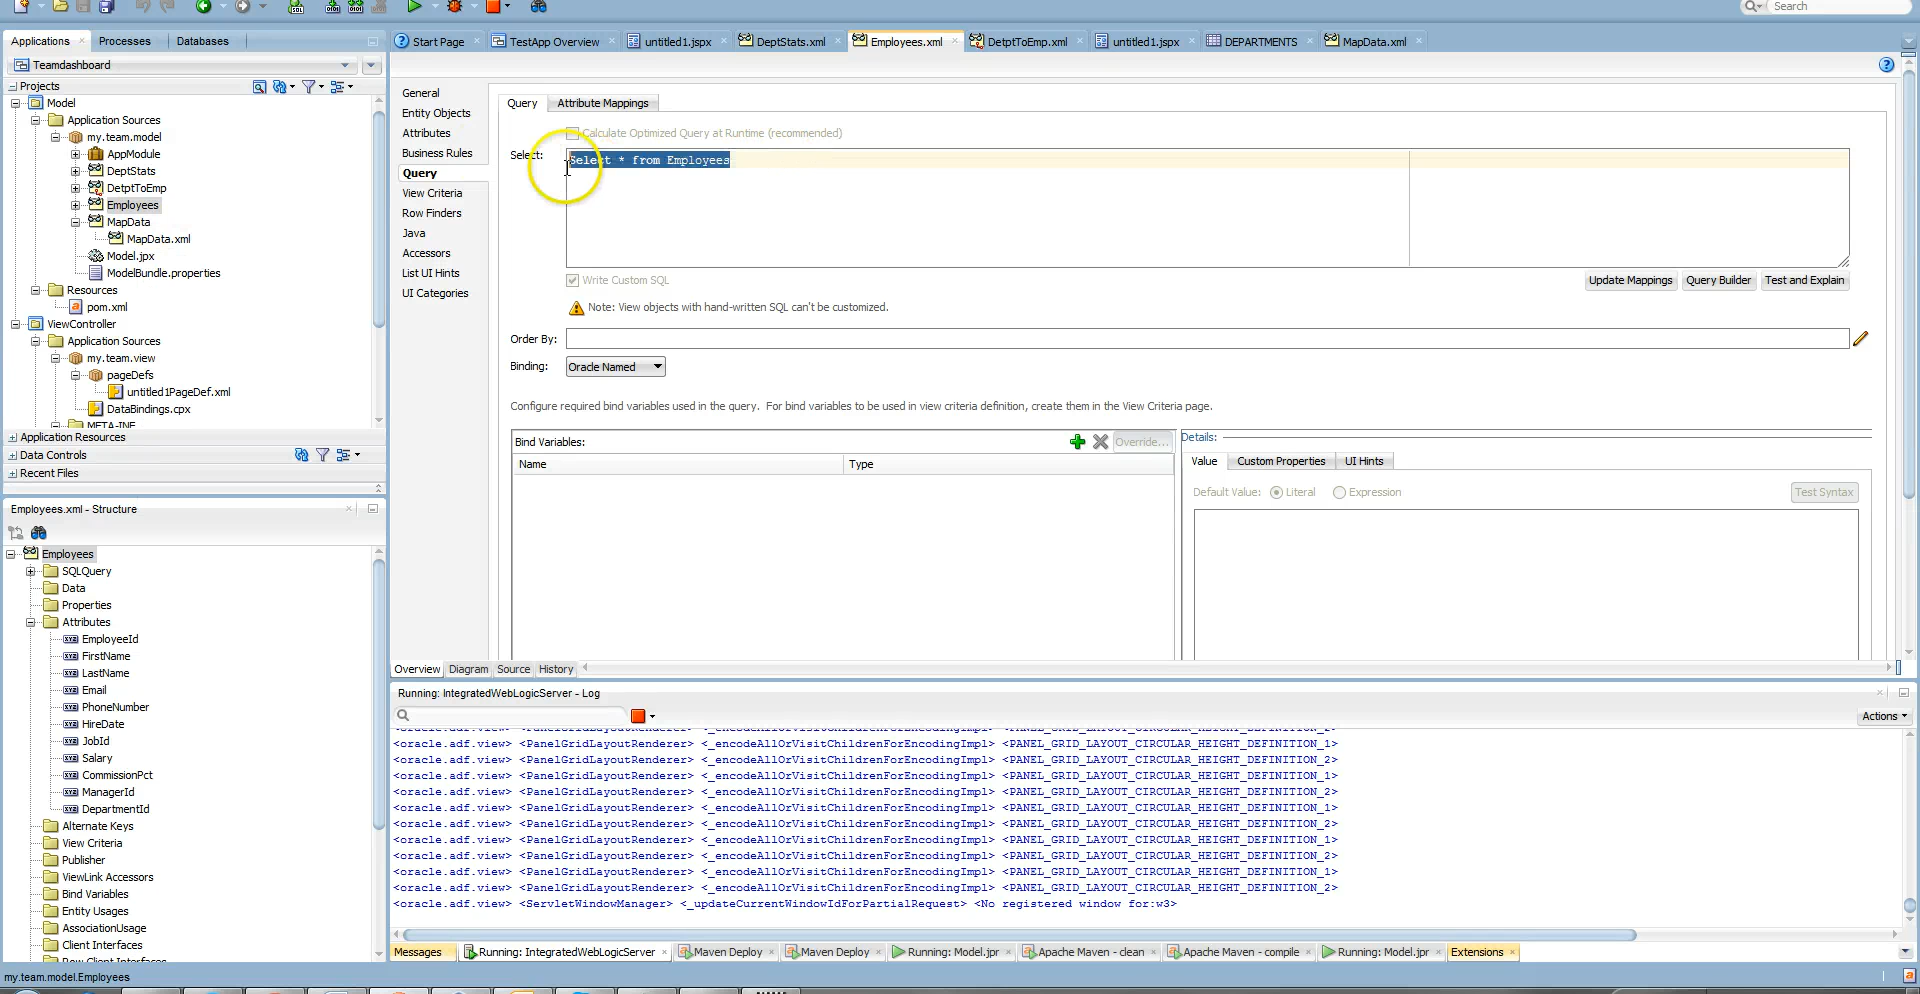 Search
Applications
Processes
Databases
Start Page
TestApp Overview
untitled1.jspx
DeptStats.xml
Employees.xml
DetptToEmp.xml
untitled1.jspx
DEPARTMENTS
MapData.xml
Teamdashboard
Projects
Model
Application Sources
my.team.model
AppModule
DeptStats
DetptToEmp
Employees
MapData
MapData.xml
Model.jpx
ModelBundle.properties
Resources
pom.xml
ViewController
Application Sources
my.team.view
pageDefs
untitled1PageDef.xml
DataBindings.cpx
META-INF
Application Resources
Data Controls
Recent Files
Employees.xml - Structure
Employees
SQLQuery
Data
Properties
Attributes
EmployeeId
FirstName
LastName
Email
PhoneNumber
HireDate
JobId
Salary
CommissionPct
ManagerId
DepartmentId
Alternate Keys
View Criteria
Publisher
ViewLink Accessors
Bind Variables
Entity Usages
AssociationUsage
Client Interfaces
Row Client Interfaces
my.team.model.Employees
General
Entity Objects
Attributes
Business Rules
Query
View Criteria
Row Finders
Java
Accessors
List UI Hints
UI Categories
Query
Attribute Mappings
Calculate Optimized Query at Runtime (recommended)
Select:
Select * from Employees
Write Custom SQL
Update Mappings
Query Builder
Test and Explain
Note: View objects with hand-written SQL can't be customized.
Order By:
Binding:
Oracle Named
Configure required bind variables used in the query. For bind variables to be used in view criteria definition, create them in the View Criteria page.
Bind Variables:
Override...
Name
Type
Details:
Value
Custom Properties
UI Hints
Default Value:
Literal
Expression
Test Syntax
Overview
Diagram
Source
History
Running: IntegratedWebLogicServer - Log
Actions
<oracle.adf.view> <PanelGridLayoutRenderer> <_encodeAllOrVisitChildrenForEncodingImpl> <PANEL_GRID_LAYOUT_CIRCULAR_HEIGHT_DEFINITION_2>
<oracle.adf.view> <PanelGridLayoutRenderer> <_encodeAllOrVisitChildrenForEncodingImpl> <PANEL_GRID_LAYOUT_CIRCULAR_HEIGHT_DEFINITION_1>
<oracle.adf.view> <PanelGridLayoutRenderer> <_encodeAllOrVisitChildrenForEncodingImpl> <PANEL_GRID_LAYOUT_CIRCULAR_HEIGHT_DEFINITION_2>
<oracle.adf.view> <PanelGridLayoutRenderer> <_encodeAllOrVisitChildrenForEncodingImpl> <PANEL_GRID_LAYOUT_CIRCULAR_HEIGHT_DEFINITION_1>
<oracle.adf.view> <PanelGridLayoutRenderer> <_encodeAllOrVisitChildrenForEncodingImpl> <PANEL_GRID_LAYOUT_CIRCULAR_HEIGHT_DEFINITION_2>
<oracle.adf.view> <PanelGridLayoutRenderer> <_encodeAllOrVisitChildrenForEncodingImpl> <PANEL_GRID_LAYOUT_CIRCULAR_HEIGHT_DEFINITION_1>
<oracle.adf.view> <PanelGridLayoutRenderer> <_encodeAllOrVisitChildrenForEncodingImpl> <PANEL_GRID_LAYOUT_CIRCULAR_HEIGHT_DEFINITION_2>
<oracle.adf.view> <PanelGridLayoutRenderer> <_encodeAllOrVisitChildrenForEncodingImpl> <PANEL_GRID_LAYOUT_CIRCULAR_HEIGHT_DEFINITION_1>
<oracle.adf.view> <PanelGridLayoutRenderer> <_encodeAllOrVisitChildrenForEncodingImpl> <PANEL_GRID_LAYOUT_CIRCULAR_HEIGHT_DEFINITION_2>
<oracle.adf.view> <PanelGridLayoutRenderer> <_encodeAllOrVisitChildrenForEncodingImpl> <PANEL_GRID_LAYOUT_CIRCULAR_HEIGHT_DEFINITION_1>
<oracle.adf.view> <PanelGridLayoutRenderer> <_encodeAllOrVisitChildrenForEncodingImpl> <PANEL_GRID_LAYOUT_CIRCULAR_HEIGHT_DEFINITION_2>
<oracle.adf.view> <ServletWindowManager> <_updateCurrentWindowIdForPartialRequest> <No registered window for:w3>
Messages
Running: IntegratedWebLogicServer
Maven Deploy
Maven Deploy
Running: Model.jpr
Apache Maven - clean
Apache Maven - compile
Running: Model.jpr
Extensions